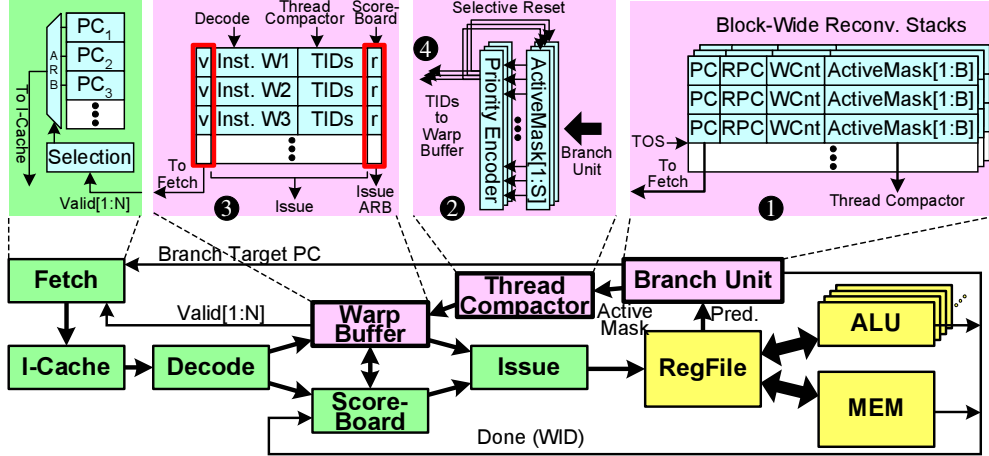 A
R
B
PC1
PC2
PC3
To I-Cache
Selection
Valid[1:N]
Decode
Thread
Compactor
Score-
Board
v Inst. W1 TIDs r
v Inst. W2 TIDs r
v Inst. W3 TIDs r
To
Fetch
3
Issue
Issue
ARB
Selective Reset
4
TIDs
to
Warp
Buffer
Priority Encoder
ActiveMask[1:S]
Branch
Unit
2
Block-Wide Reconv. Stacks
PC RPC WCnt ActiveMask[1:B]
PC RPC WCnt ActiveMask[1:B]
PC RPC WCnt ActiveMask[1:B]
TOS
To
Fetch
1
Thread Compactor
Branch Target PC
Fetch
Valid[1:N]
Warp
Buffer
Thread
Compactor
Branch Unit
Active
Mask
Pred.
I-Cache
Decode
Score-
Board
Issue
RegFile
ALU
MEM
Done (WID)